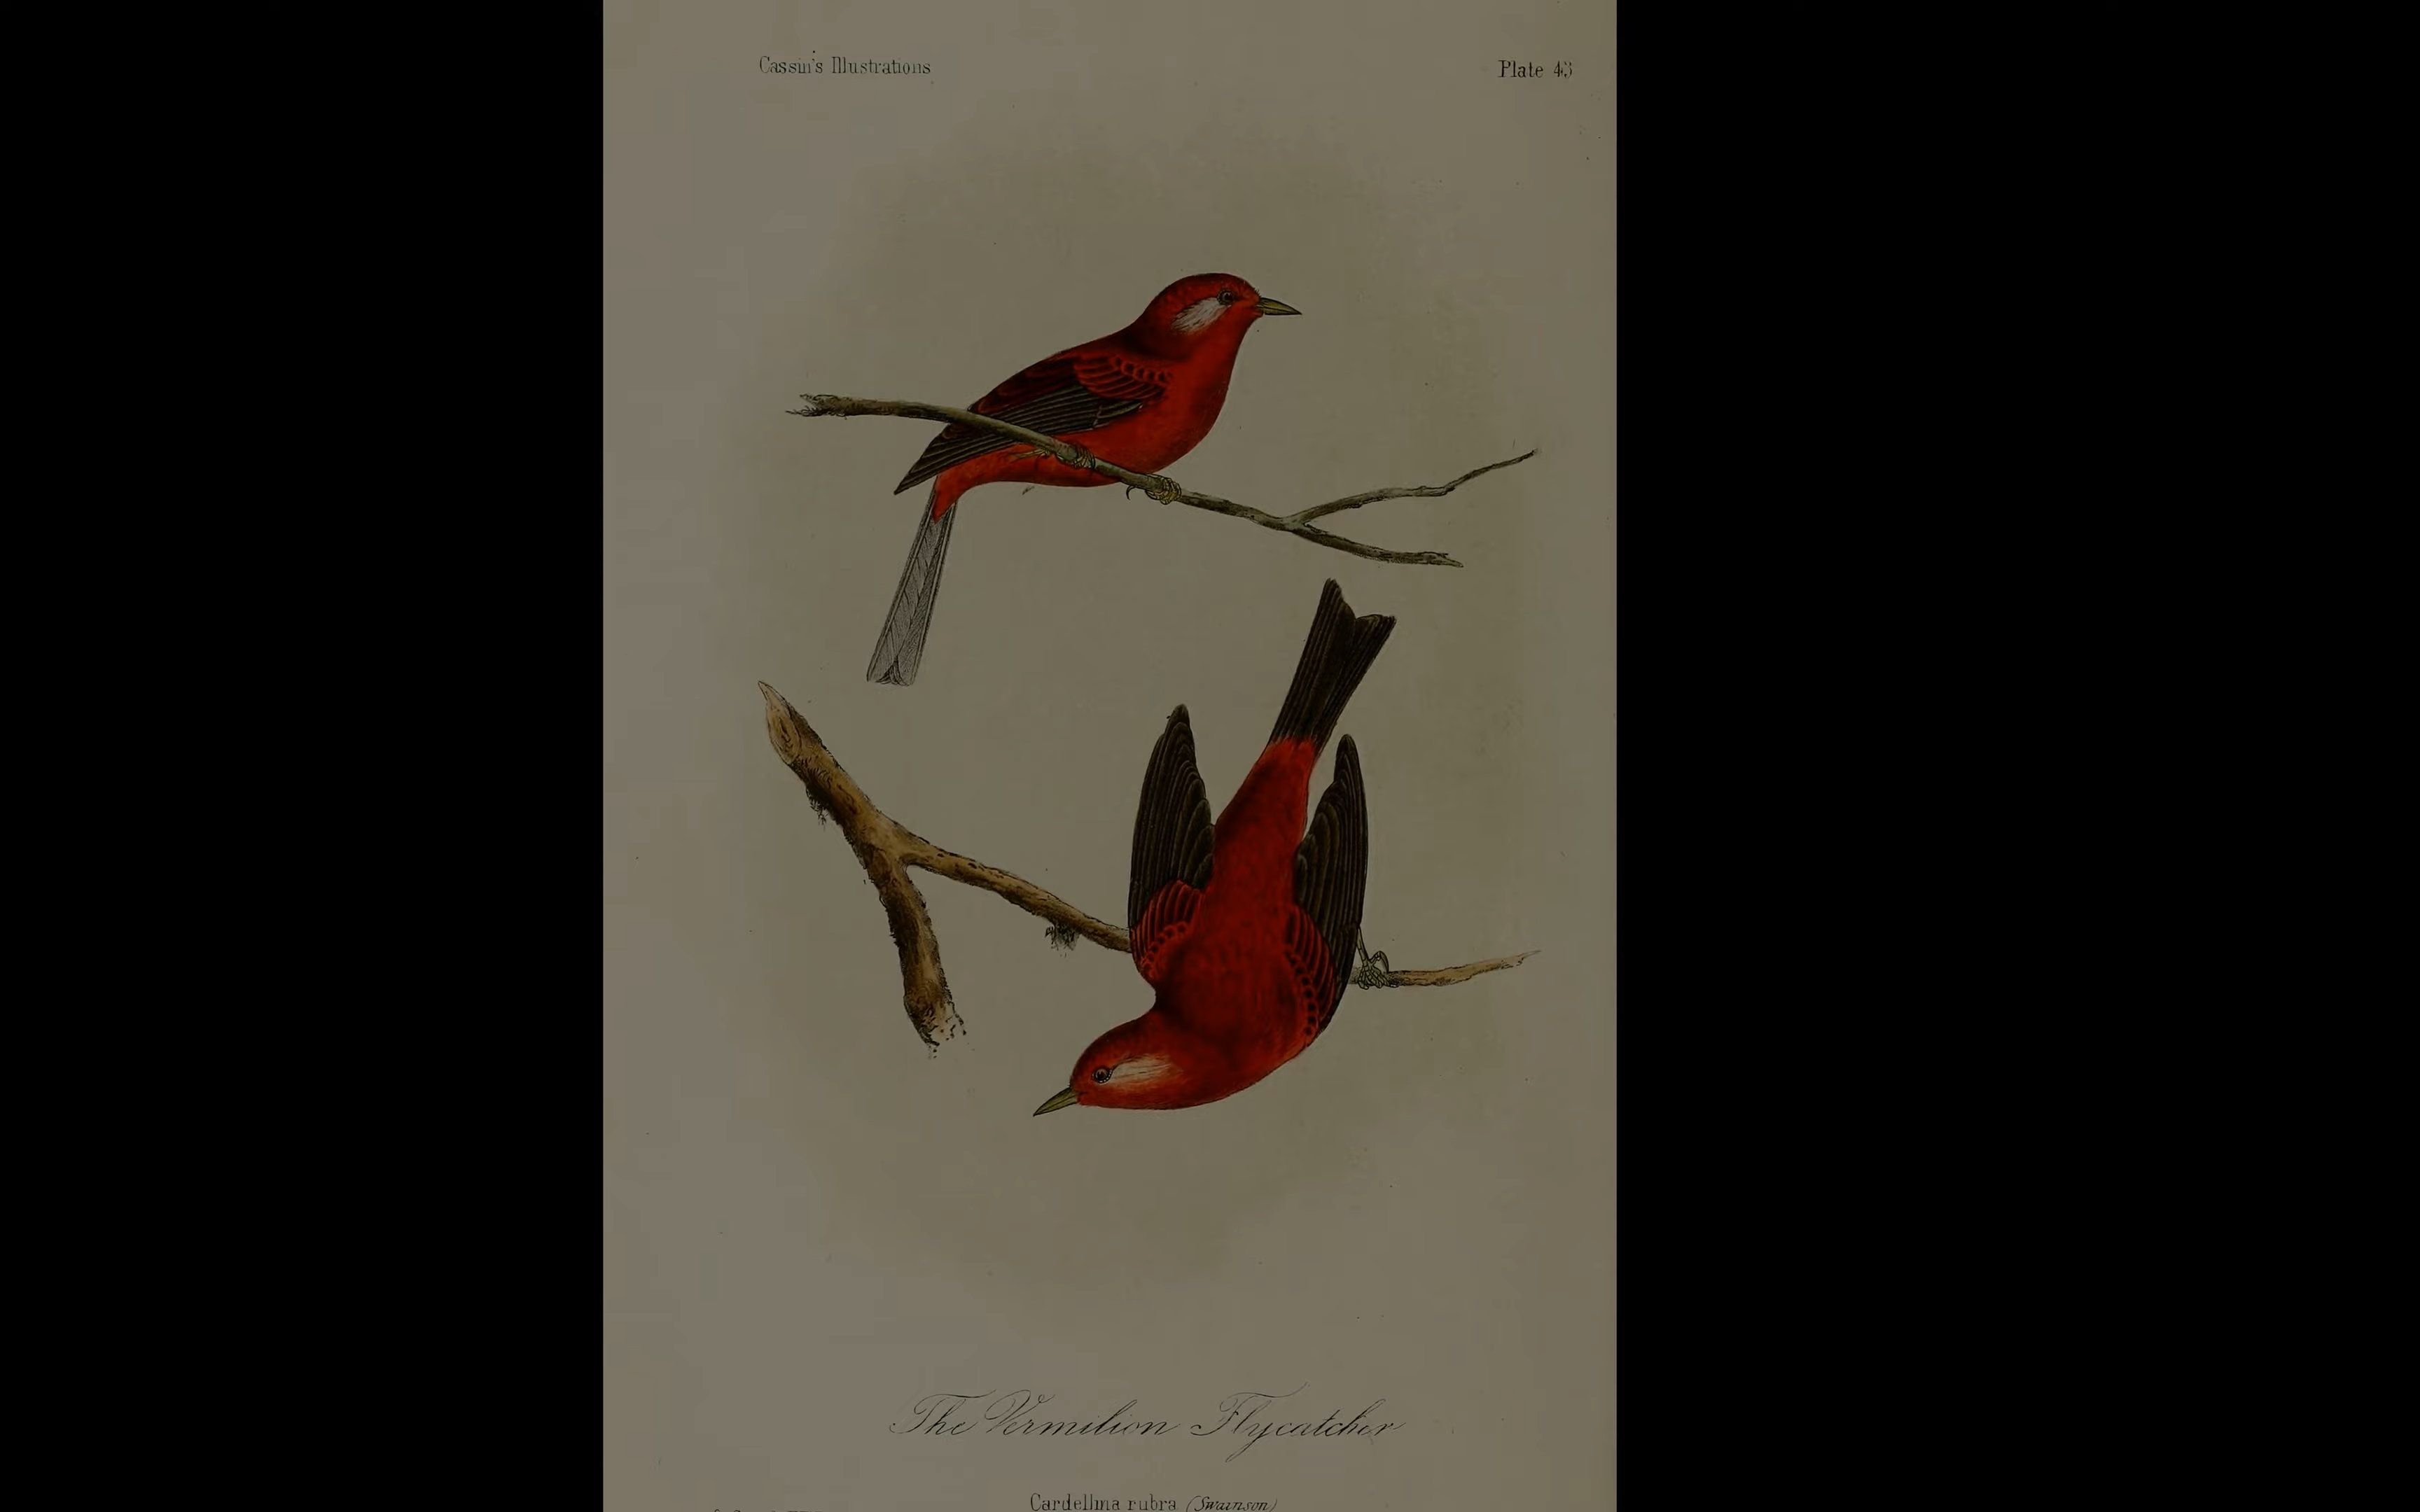 Cassin's Illustrations
Plate 43
The Vermilion Flycatcher
Cardellina rubra (Swainson)